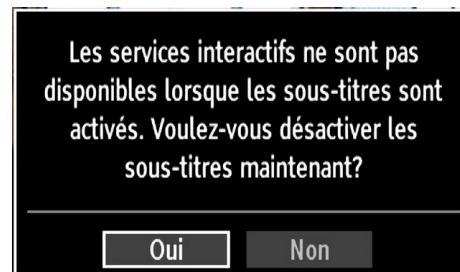 Les services interactifs ne sont pas
disponibles lorsque les sous-titres sont
activés. Voulez-vous désactiver les
sous-titres maintenant?
Oui
Non